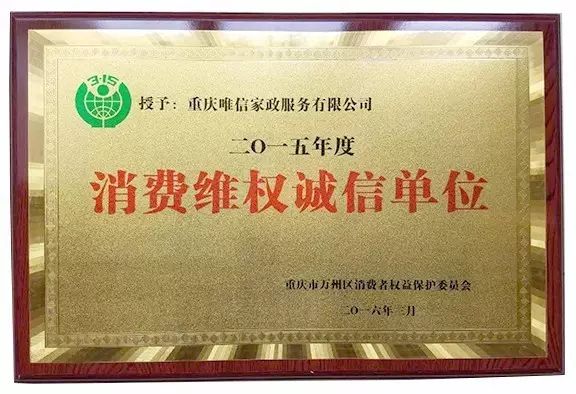 3·15
授予：重庆唯信家政服务有限公司
二〇一五年度
消费维权诚信单位
重庆市万州区消费者权益保护委员会
二〇一六年三月